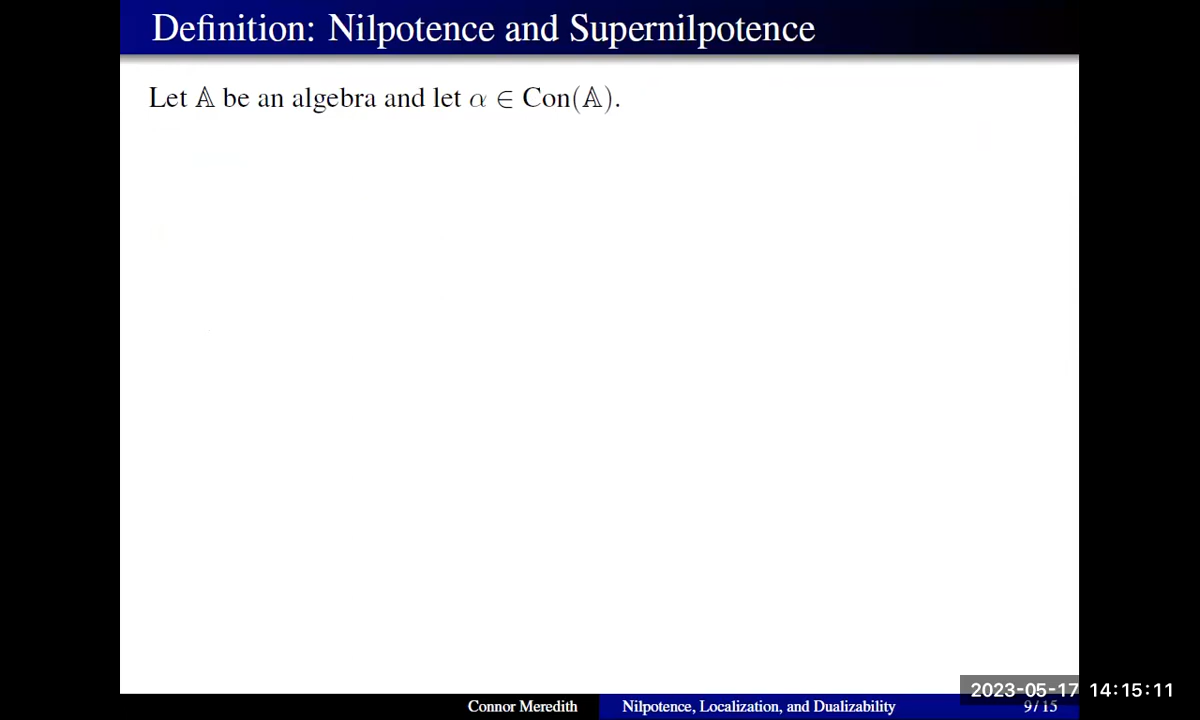 Definition: Nilpotence and Supernilpotence
Let 𝔸 be an algebra and let α ∈ Con(𝔸).
2023-05-17 14:15:11
Connor Meredith Nilpotence, Localization, and Dualizability 9/15